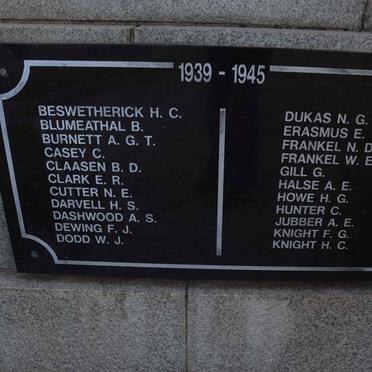 1939 - 1945
BESWETHERICK H. C.
BLUMEATHAL B.
BURNETT A. G. T.
CASEY C.
CLAASEN B. D.
CLARK E. R.
CUTTER N. E.
DARVELL H. S.
DASHWOOD A. S.
DEWING F. J.
DODD W. J.
DUKAS N. G.
ERASMUS E.
FRANKEL N. D
FRANKEL W. E
GILL G.
HALSE A. E.
HOWE H. G.
HUNTER C.
JUBBER A. E.
KNIGHT F. G.
KNIGHT H. C.